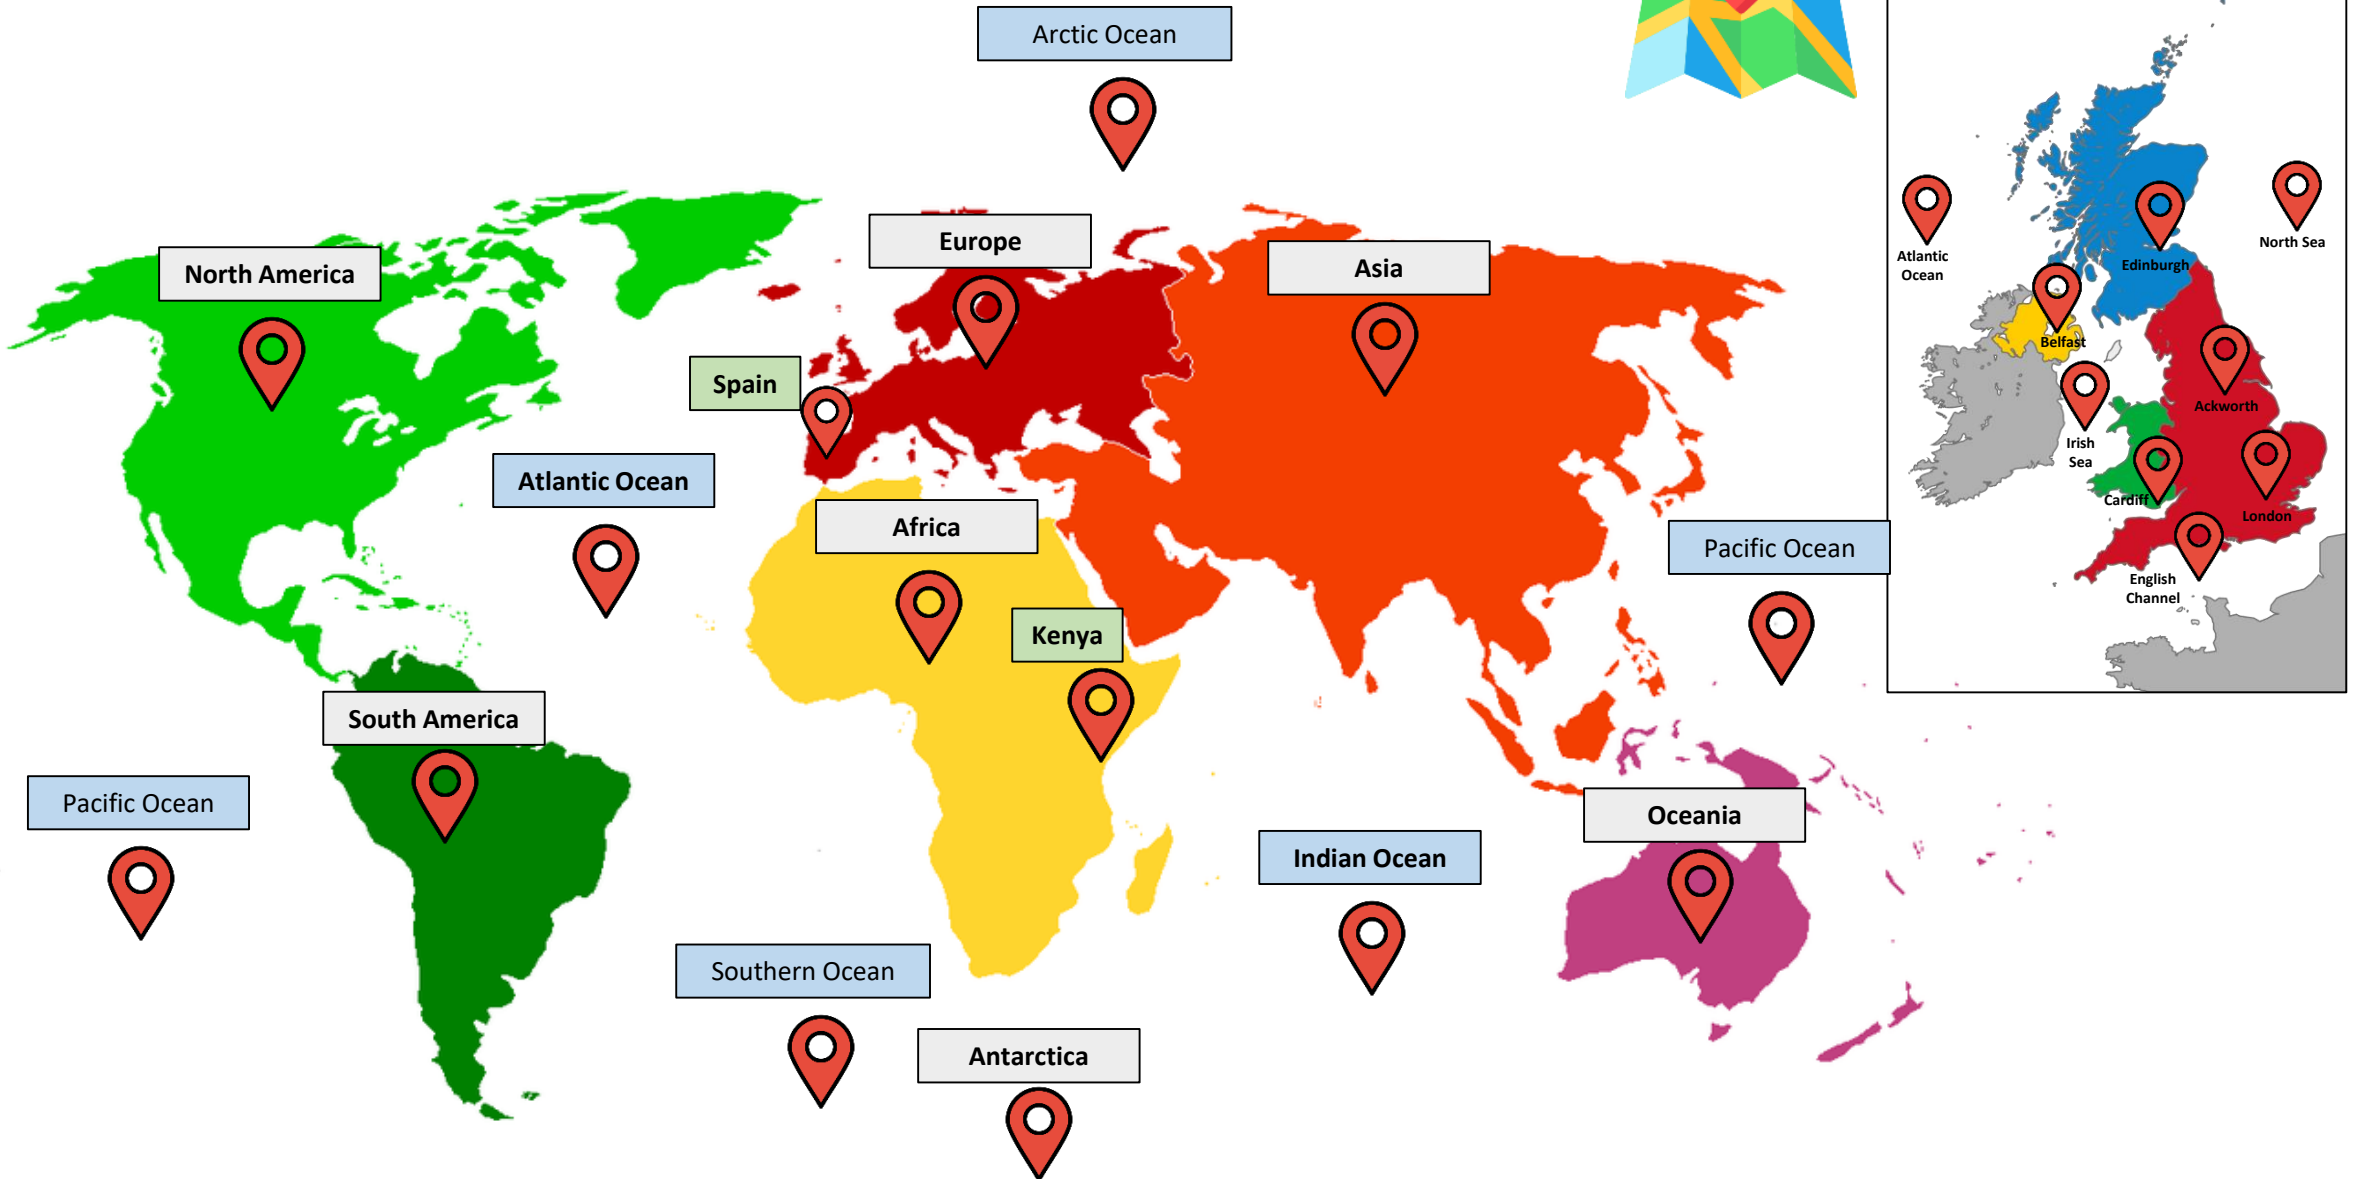 Arctic Ocean
North America
Europe
Asia
Spain
Atlantic Ocean
Africa
Kenya
Pacific Ocean
South America
Pacific Ocean
Oceania
Indian Ocean
Southern Ocean
Antarctica
Atlantic
Ocean
North Sea
Edinburgh
Belfast
Ackworth
Irish
Sea
Cardiff
London
English
Channel